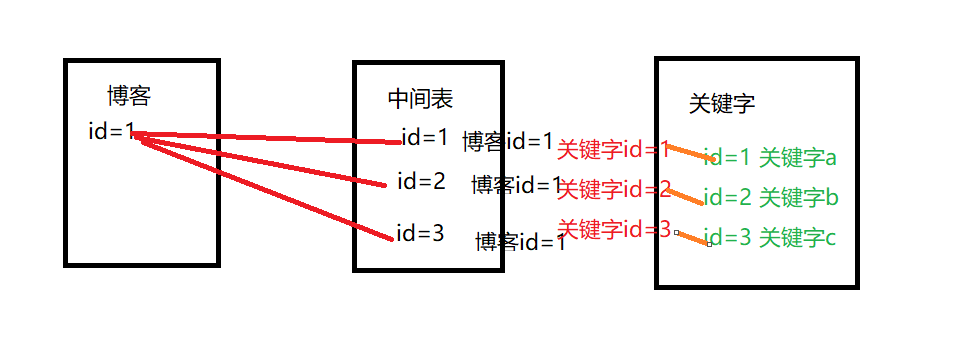 博客
id=1
中间表
id=1 博客id=1 关键字id=1
id=2 博客id=1 关键字id=2
id=3 博客id=1 关键字id=3
关键字
id=1 关键字a
id=2 关键字b
id=3 关键字c